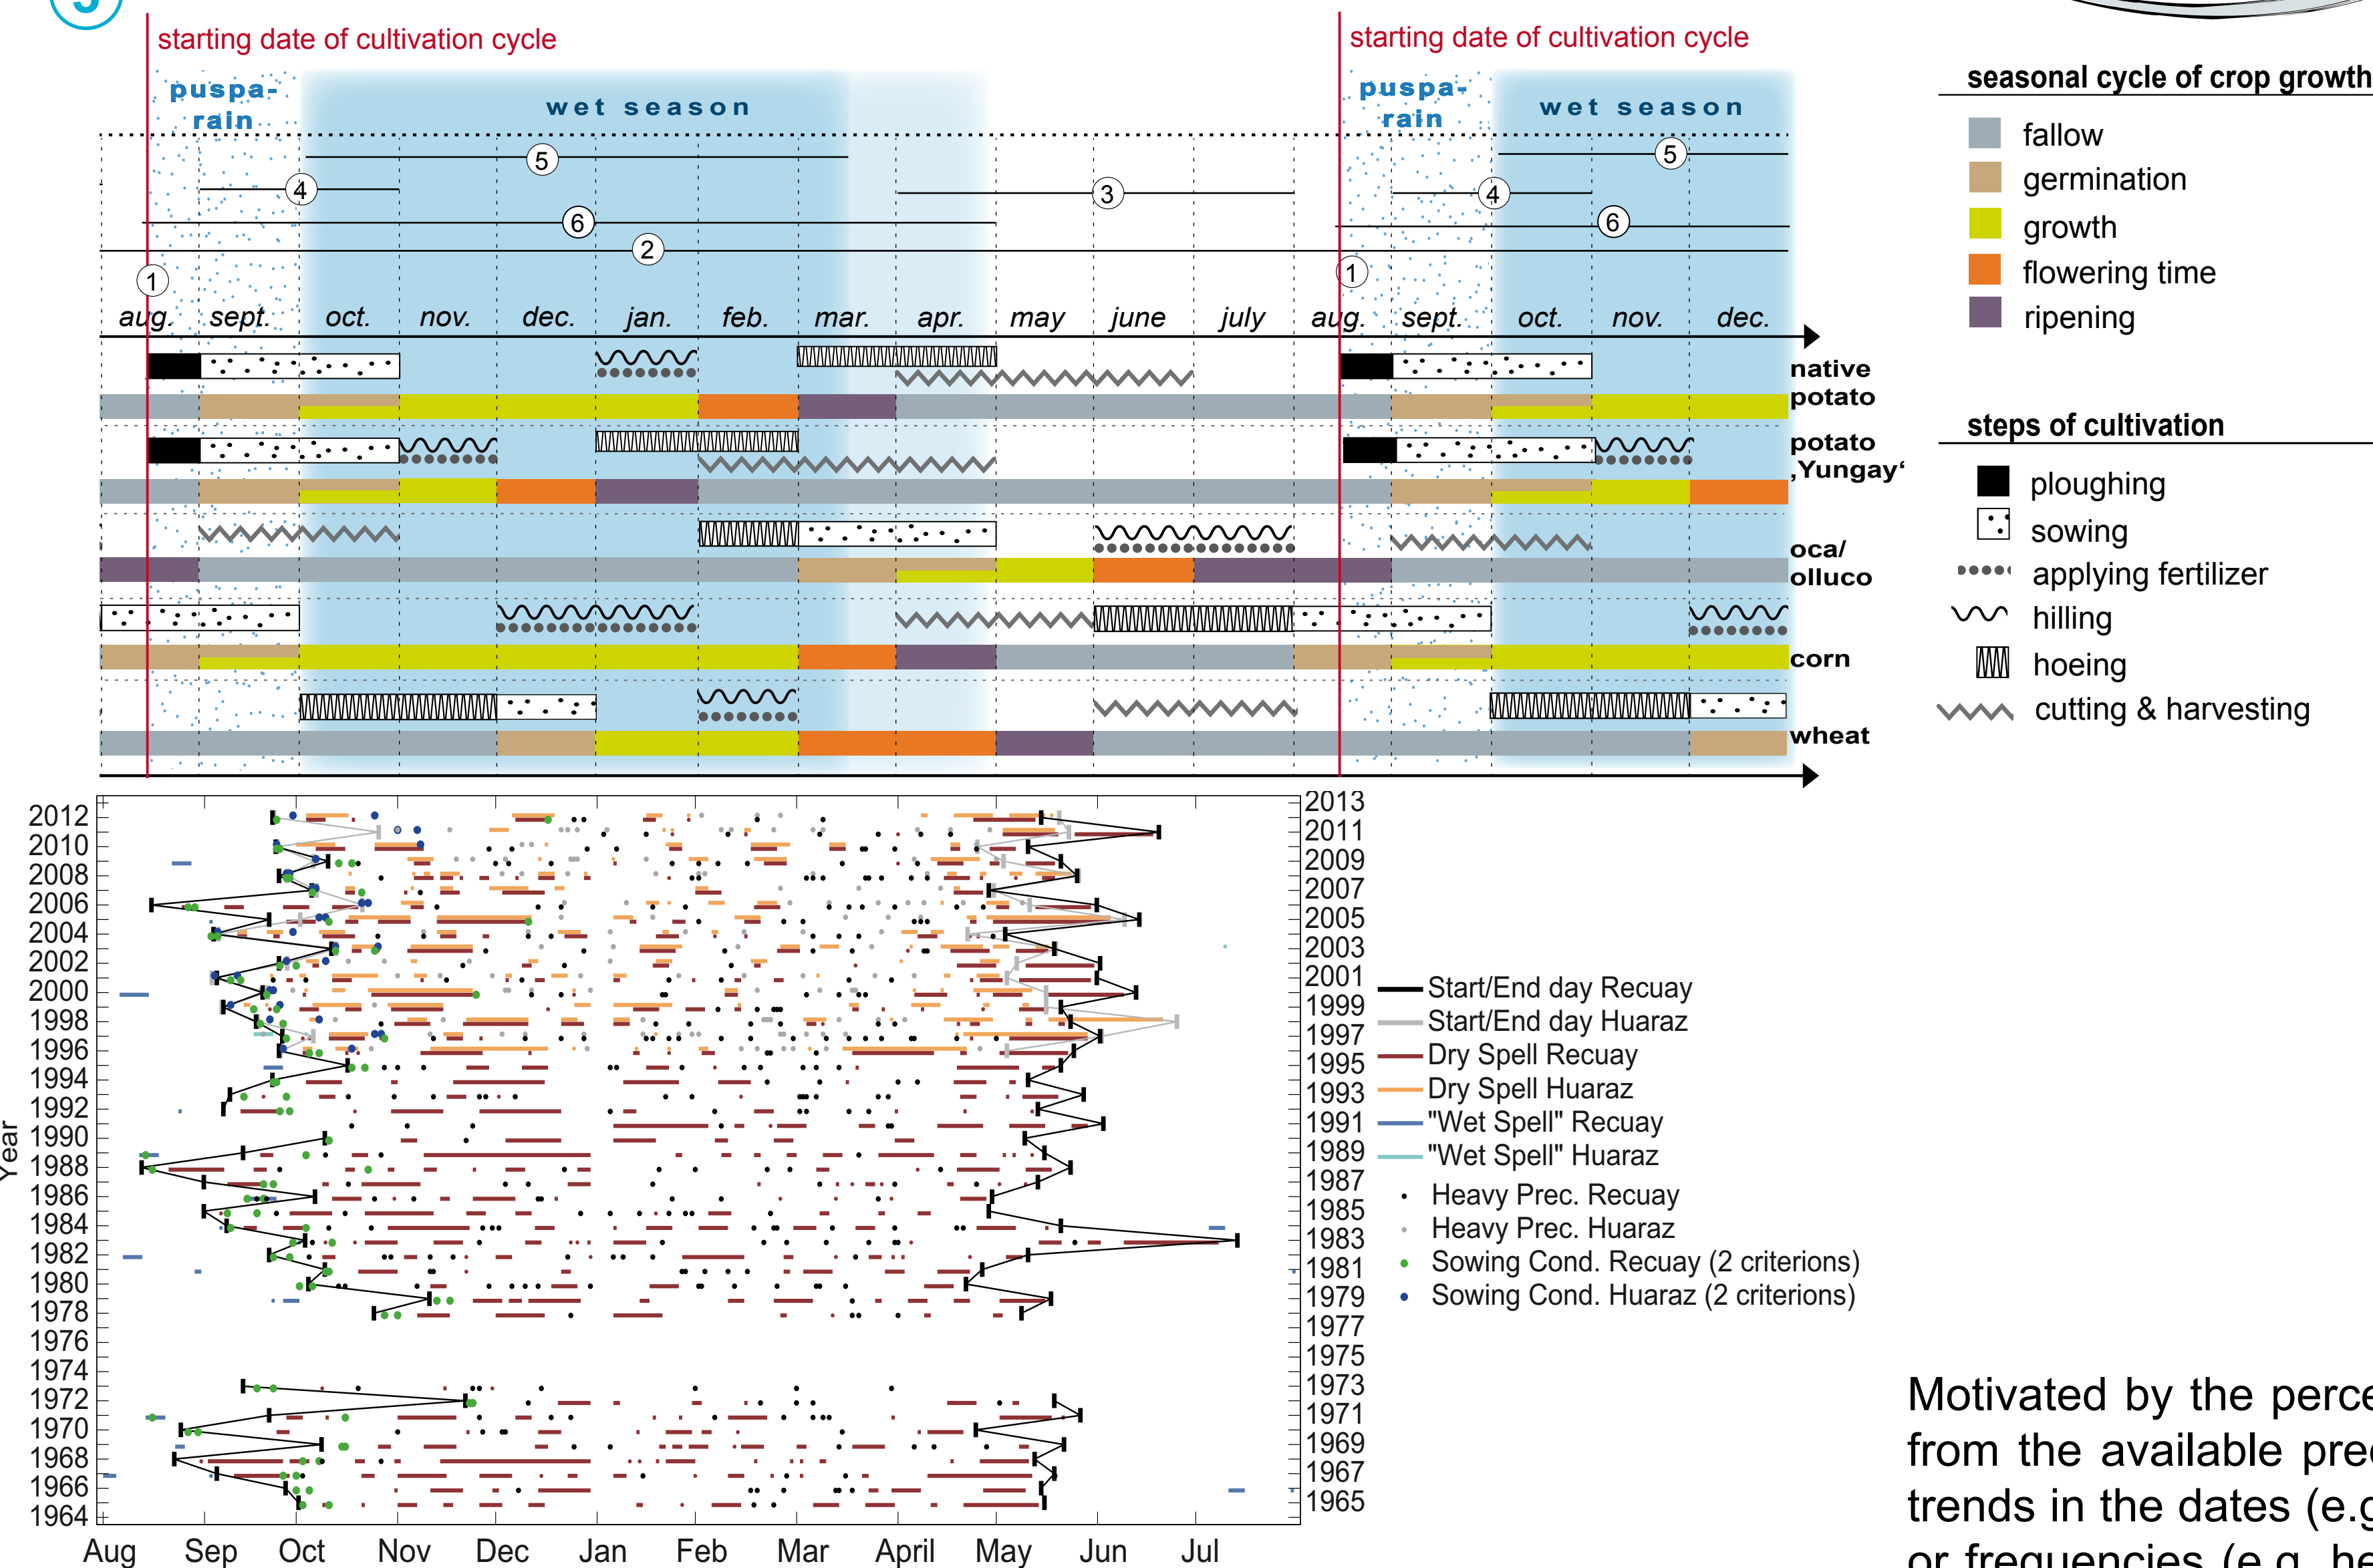 3
starting date of cultivation cycle
starting date of cultivation cycle
puspa-
rain
wet season
puspa-
rain
wet season
5
4
6
2
1
3
5
4
6
1
aug. sept. oct. nov. dec. jan. feb. mar. apr. may june july aug. sept. oct. nov. dec.
native
potato
potato
‚Yungay‘
oca/
olluco
corn
wheat
seasonal cycle of crop growth
fallow
germination
growth
flowering time
ripening
steps of cultivation
ploughing
sowing
applying fertilizer
hilling
hoeing
cutting & harvesting
Year
2012
2010
2008
2006
2004
2002
2000
1998
1996
1994
1992
1990
1988
1986
1984
1982
1980
1978
1976
1974
1972
1970
1968
1966
1964
2013
2011
2009
2007
2005
2003
2001
1999
1997
1995
1993
1991
1989
1987
1985
1983
1981
1979
1977
1975
1973
1971
1969
1967
1965
Aug Sep Oct Nov Dec Jan Feb Mar April May Jun Jul
Start/End day Recuay
Start/End day Huaraz
Dry Spell Recuay
Dry Spell Huaraz
"Wet Spell" Recuay
"Wet Spell" Huaraz
Heavy Prec. Recuay
Heavy Prec. Huaraz
Sowing Cond. Recuay (2 criterions)
Sowing Cond. Huaraz (2 criterions)
Motivated by the perce
from the available prec
trends in the dates (e.g
or frequencies (e.g. he